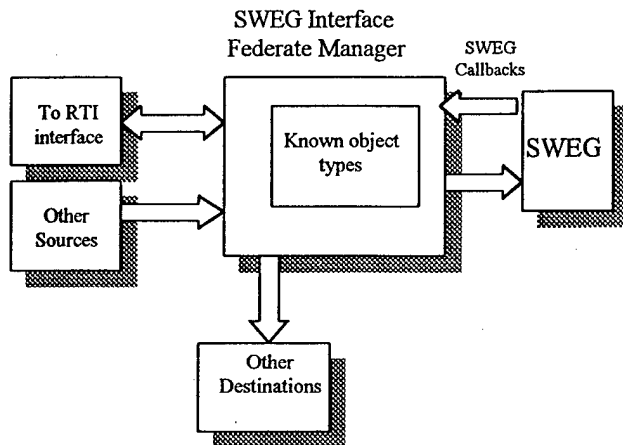 SWEG Interface
Federate Manager
SWEG
Callbacks
To RTI
interface
Known object
types
SWEG
Other
Sources
Other
Destinations